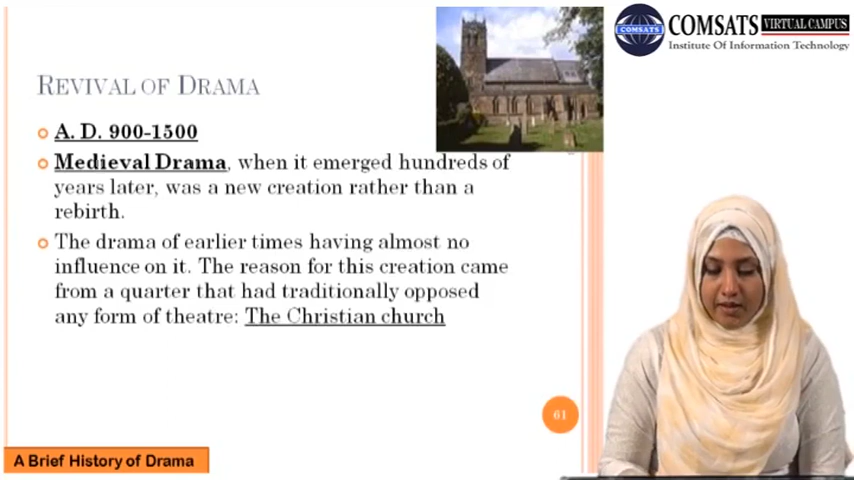 COMSATS VIRTUAL CAMPUS
Institute Of Information Technology
REVIVAL OF DRAMA
A. D. 900-1500
Medieval Drama, when it emerged hundreds of
years later, was a new creation rather than a
rebirth.
The drama of earlier times having almost no
influence on it. The reason for this creation came
from a quarter that had traditionally opposed
any form of theatre: The Christian church
61
A Brief History of Drama